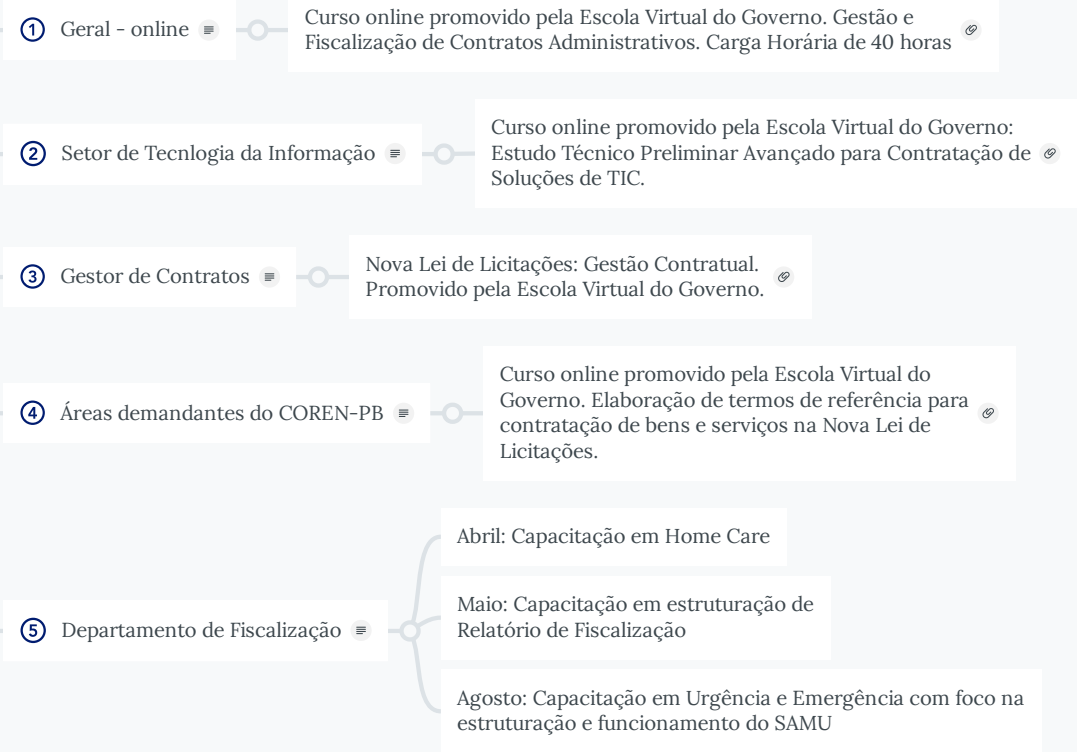 1 Geral - online
Curso online promovido pela Escola Virtual do Governo. Gestão e
Fiscalização de Contratos Administrativos. Carga Horária de 40 horas
2 Setor de Tecnlogia da Informação
Curso online promovido pela Escola Virtual do Governo:
Estudo Técnico Preliminar Avançado para Contratação de
Soluções de TIC.
3 Gestor de Contratos
Nova Lei de Licitações: Gestão Contratual.
Promovido pela Escola Virtual do Governo.
4 Áreas demandantes do COREN-PB
Curso online promovido pela Escola Virtual do
Governo. Elaboração de termos de referência para
contratação de bens e serviços na Nova Lei de
Licitações.
5 Departamento de Fiscalização
Abril: Capacitação em Home Care
Maio: Capacitação em estruturação de
Relatório de Fiscalização
Agosto: Capacitação em Urgência e Emergência com foco na
estruturação e funcionamento do SAMU